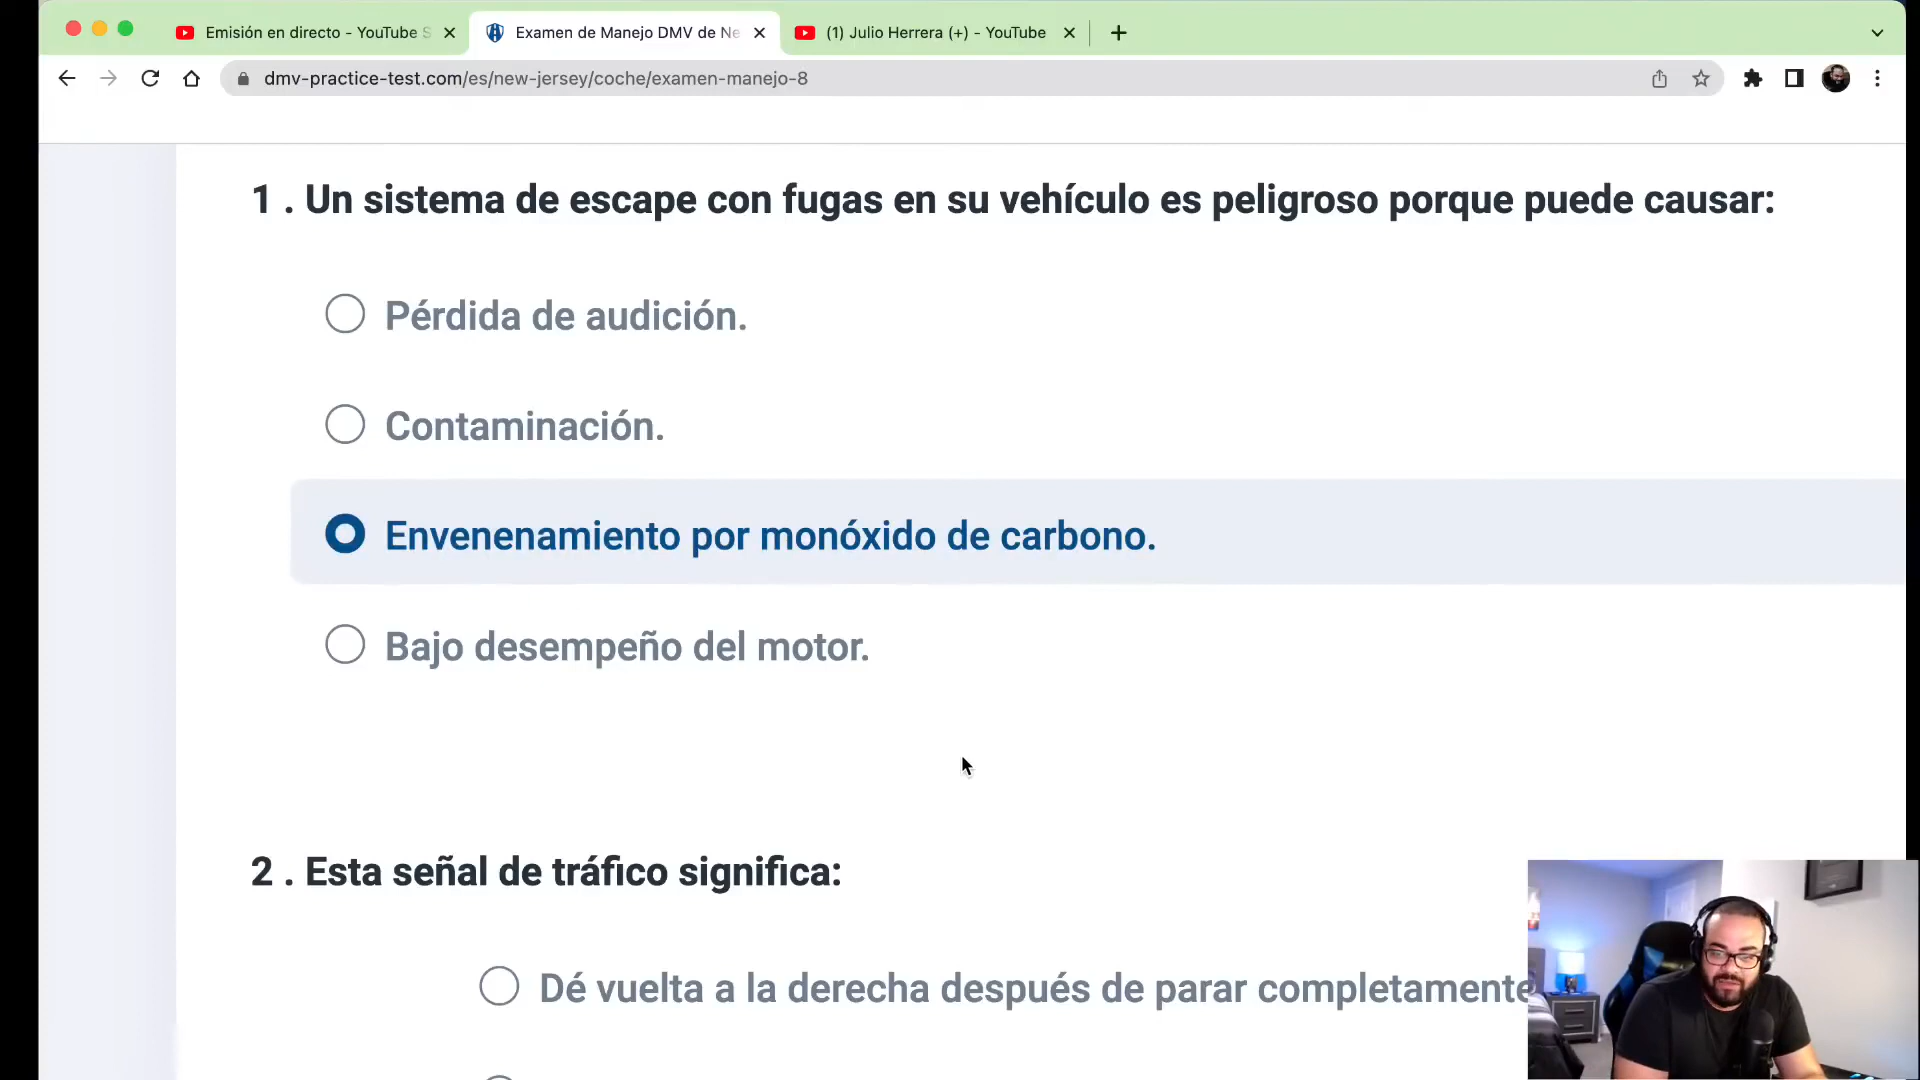 Emisión en directo - YouTube S
Examen de Manejo DMV de Ne
(1) Julio Herrera (+) - YouTube
dmv-practice-test.com/es/new-jersey/coche/examen-manejo-8
1 . Un sistema de escape con fugas en su vehículo es peligroso porque puede causar:
Pérdida de audición.
Contaminación.
Envenenamiento por monóxido de carbono.
Bajo desempeño del motor.
2 . Esta señal de tráfico significa:
Dé vuelta a la derecha después de parar completamente